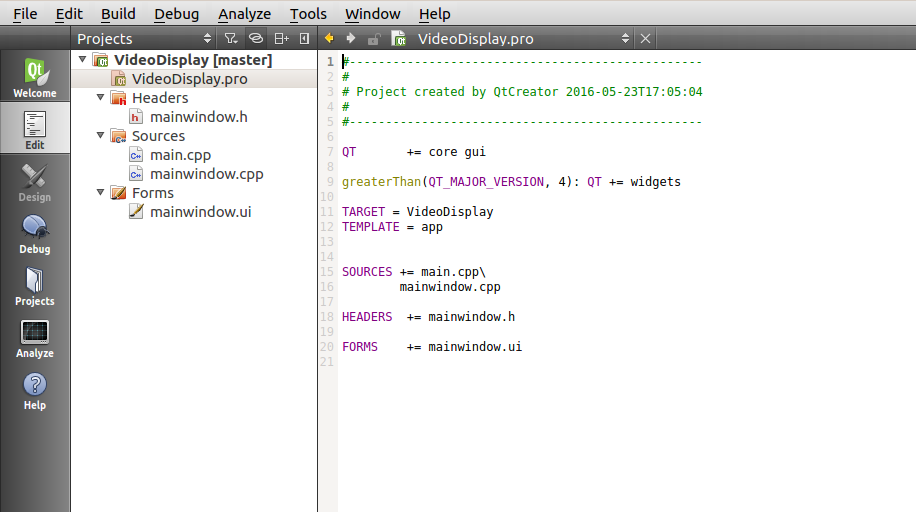 File Edit Build Debug Analyze Tools Window Help
Projects
VideoDisplay.pro
Qt
Welcome
Edit
Design
Debug
Projects
Analyze
?
Help
VideoDisplay [master]
VideoDisplay.pro
Headers
h mainwindow.h
Sources
C++ main.cpp
C++ mainwindow.cpp
Forms
mainwindow.ui
1 #-------------------------------------------------
2 #
3 # Project created by QtCreator 2016-05-23T17:05:04
4 #
5 #-------------------------------------------------
6
7 QT       += core gui
8
9 greaterThan(QT_MAJOR_VERSION, 4): QT += widgets
10
11 TARGET = VideoDisplay
12 TEMPLATE = app
13
14
15 SOURCES += main.cpp\
16         mainwindow.cpp
17
18 HEADERS  += mainwindow.h
19
20 FORMS    += mainwindow.ui
21